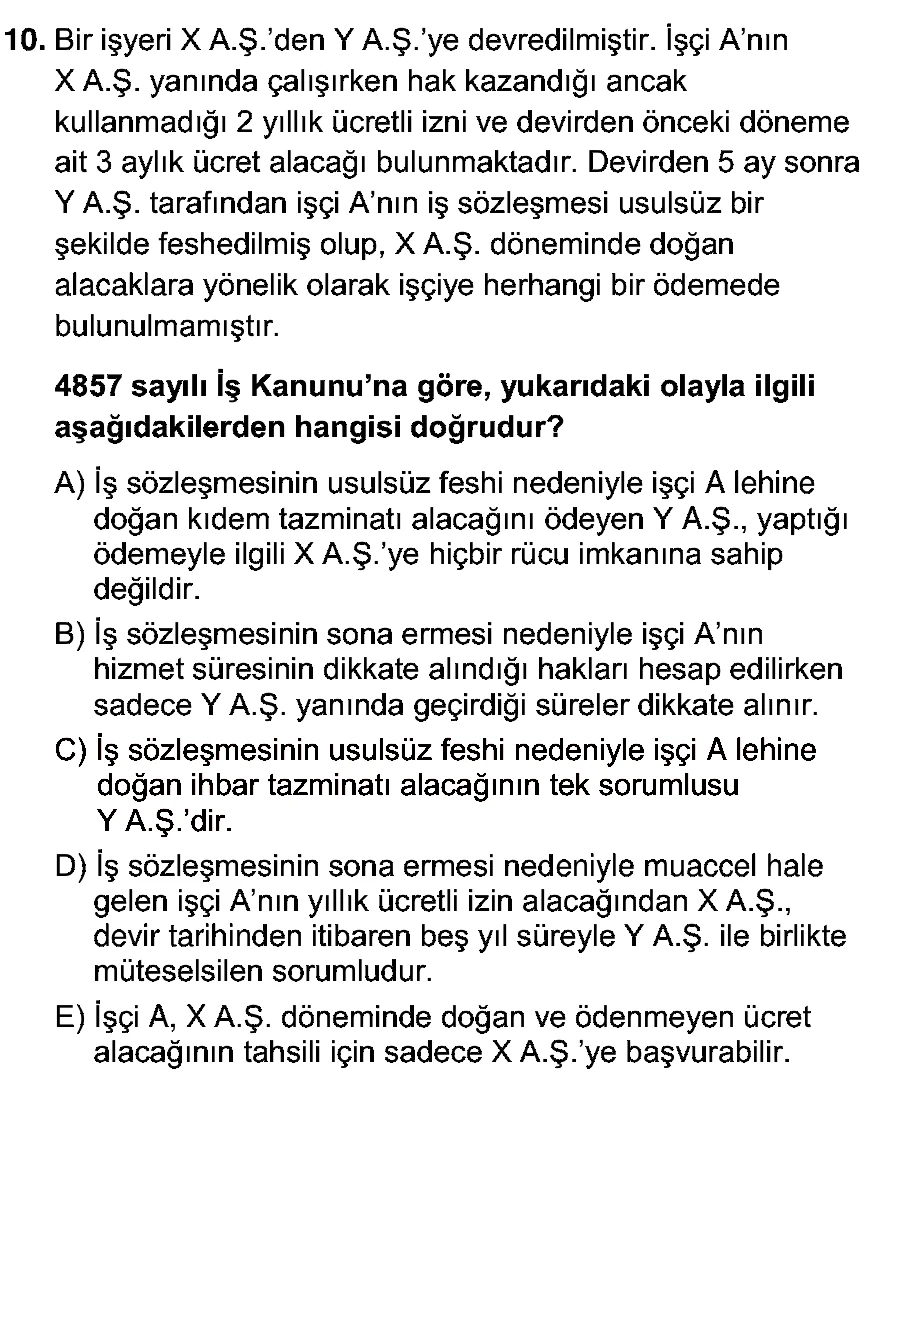 10. Bir işyeri X A.Ş.’den Y A.Ş.’ye devredilmiştir. İşçi A’nın
X A.Ş. yanında çalışırken hak kazandığı ancak
kullanmadığı 2 yıllık ücretli izni ve devirden önceki döneme
ait 3 aylık ücret alacağı bulunmaktadır. Devirden 5 ay sonra
Y A.Ş. tarafından işçi A’nın iş sözleşmesi usulsüz bir
şekilde feshedilmiş olup, X A.Ş. döneminde doğan
alacaklara yönelik olarak işçiye herhangi bir ödemede
bulunulmamıştır.
4857 sayılı İş Kanunu’na göre, yukarıdaki olayla ilgili
aşağıdakilerden hangisi doğrudur?
A) İş sözleşmesinin usulsüz feshi nedeniyle işçi A lehine
doğan kıdem tazminatı alacağını ödeyen Y A.Ş., yaptığı
ödemeyle ilgili X A.Ş.’ye hiçbir rücu imkanına sahip
değildir.
B) İş sözleşmesinin sona ermesi nedeniyle işçi A’nın
hizmet süresinin dikkate alındığı hakları hesap edilirken
sadece Y A.Ş. yanında geçirdiği süreler dikkate alınır.
C) İş sözleşmesinin usulsüz feshi nedeniyle işçi A lehine
doğan ihbar tazminatı alacağının tek sorumlusu
Y A.Ş.’dir.
D) İş sözleşmesinin sona ermesi nedeniyle muaccel hale
gelen işçi A’nın yıllık ücretli izin alacağından X A.Ş.,
devir tarihinden itibaren beş yıl süreyle Y A.Ş. ile birlikte
müteselsilen sorumludur.
E) İşçi A, X A.Ş. döneminde doğan ve ödenmeyen ücret
alacağının tahsili için sadece X A.Ş.’ye başvurabilir.